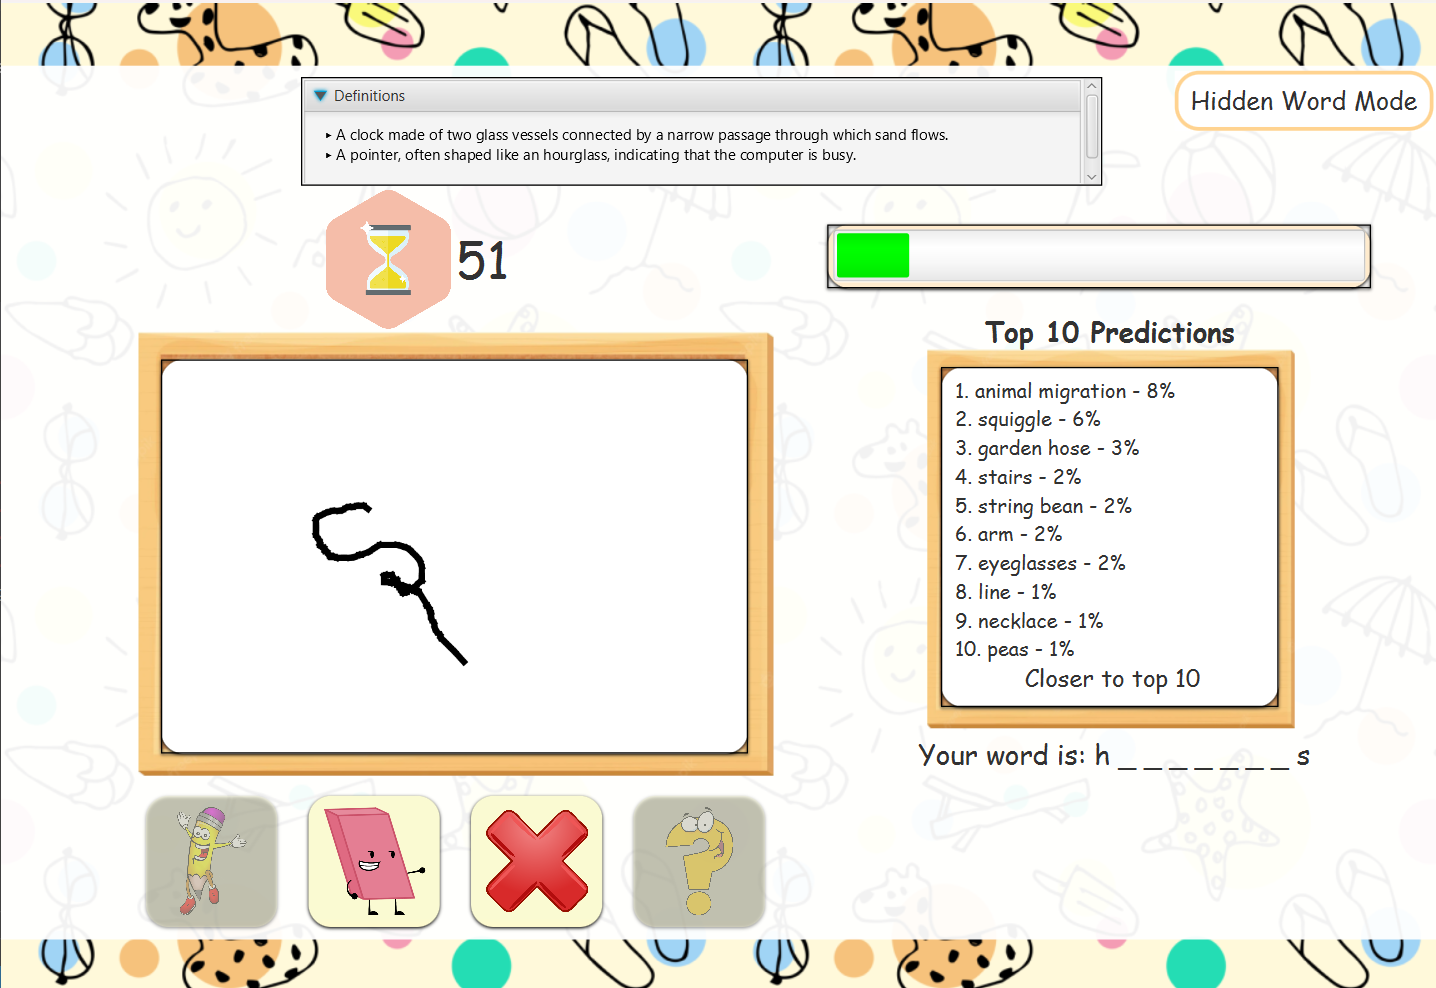 Definitions
▸ A clock made of two glass vessels connected by a narrow passage through which sand flows.
▸ A pointer, often shaped like an hourglass, indicating that the computer is busy.
Hidden Word Mode
51
Top 10 Predictions
1. animal migration - 8%
2. squiggle - 6%
3. garden hose - 3%
4. stairs - 2%
5. string bean - 2%
6. arm - 2%
7. eyeglasses - 2%
8. line - 1%
9. necklace - 1%
10. peas - 1%
Closer to top 10
Your word is: h _ _ _ _ _ _ _ s